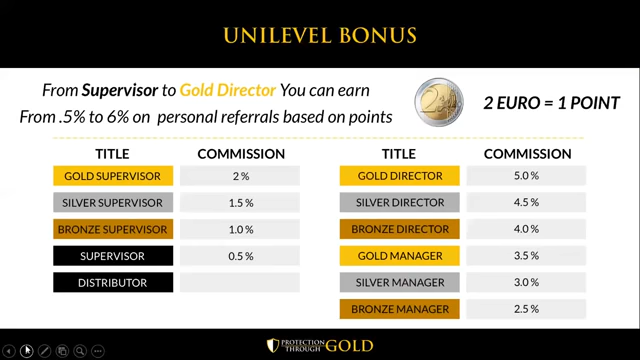 UNILEVEL BONUS
From Supervisor to Gold Director You can earn
From .5% to 6% on personal referrals based on points
2 EURO = 1 POINT
TITLE COMMISSION
GOLD SUPERVISOR 2 %
SILVER SUPERVISOR 1.5 %
BRONZE SUPERVISOR 1.0 %
SUPERVISOR 0.5 %
DISTRIBUTOR
TITLE COMMISSION
GOLD DIRECTOR 5.0 %
SILVER DIRECTOR 4.5 %
BRONZE DIRECTOR 4.0 %
GOLD MANAGER 3.5 %
SILVER MANAGER 3.0 %
BRONZE MANAGER 2.5 %
PROTECTION THROUGH GOLD